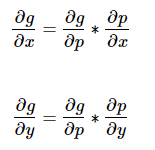 ∂g/∂x = ∂g/∂p * ∂p/∂x
∂g/∂y = ∂g/∂p * ∂p/∂y